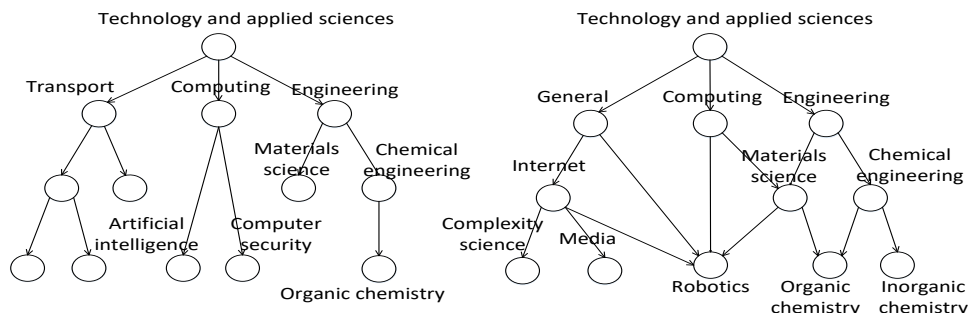 Technology and applied sciences
Transport
Computing
Engineering
Materials
science
Chemical
engineering
Artificial
intelligence
Computer
security
Organic chemistry
Technology and applied sciences
General
Computing
Engineering
Internet
Materials
science
Chemical
engineering
Complexity
science
Media
Robotics
Organic
chemistry
Inorganic
chemistry